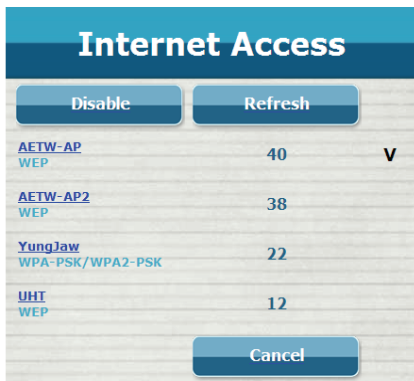 Internet Access
Disable Refresh
AETW-AP 40 V
WEP
AETW-AP2 38
WEP
YungJaw 22
WPA-PSK/WPA2-PSK
UHT 12
WEP
Cancel